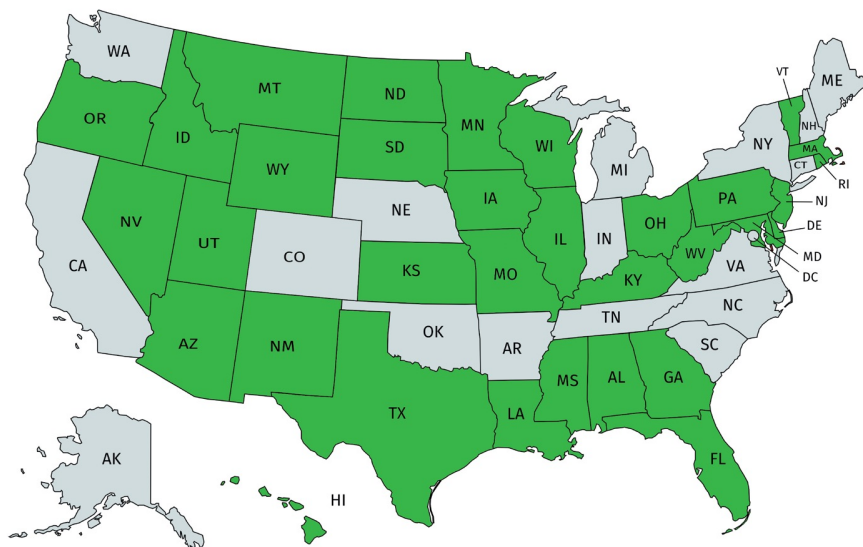 WA
MT
ND
MN
VT
ME
OR
ID
SD
WI
NH
NY
MA
WY
MI
CT
RI
IA
PA
NJ
NV
NE
OH
DE
UT
IL
IN
WV
MD
CA
CO
KS
MO
KY
VA
DC
TN
NC
AZ
NM
OK
AR
SC
MS
AL
GA
TX
LA
AK
FL
HI